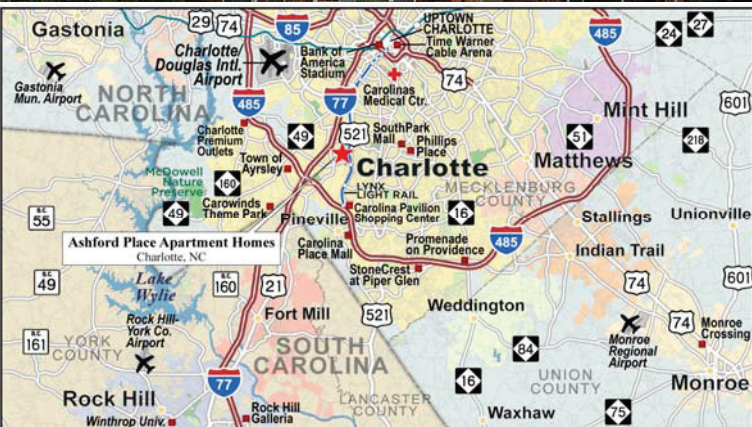 Gastonia
29
74
85
UPTOWN
CHARLOTTE
Time Warner
Cable Arena
485
24
27
Charlotte/
Douglas Intl.
Airport
Bank of
America
Stadium
Gastonia
Mun. Airport
74
Carolinas
Medical Ctr.
601
NORTH
CAROLINA
485
77
Mint Hill
Charlotte
Premium
Outlets
49
521
SouthPark
Mall
Phillips
Place
51
218
Town of
Ayrsley
Charlotte
Matthews
McDowell
Nature
Preserve
160
MECKLENBURG
COUNTY
LYNX
LIGHT RAIL
49
Carowinds
Theme Park
Pineville
Carolina Pavilion
Shopping Center
16
Stallings
Unionville
S.C.
55
Ashford Place Apartment Homes
Charlotte, NC
Carolina
Place Mall
Promenade
on Providence
485
Indian Trail
StoneCrest
at Piper Glen
S.C.
49
Lake
Wylie
S.C.
160
21
74
601
Rock Hill-
York Co.
Airport
Fort Mill
521
Weddington
Monroe
Regional
Airport
74
Monroe
Crossing
S.C.
161
YORK
COUNTY
SOUTH
CAROLINA
84
77
16
UNION
COUNTY
Monroe
Rock Hill
LANCASTER
COUNTY
Winthrop Univ.
Rock Hill
Galleria
Waxhaw
75